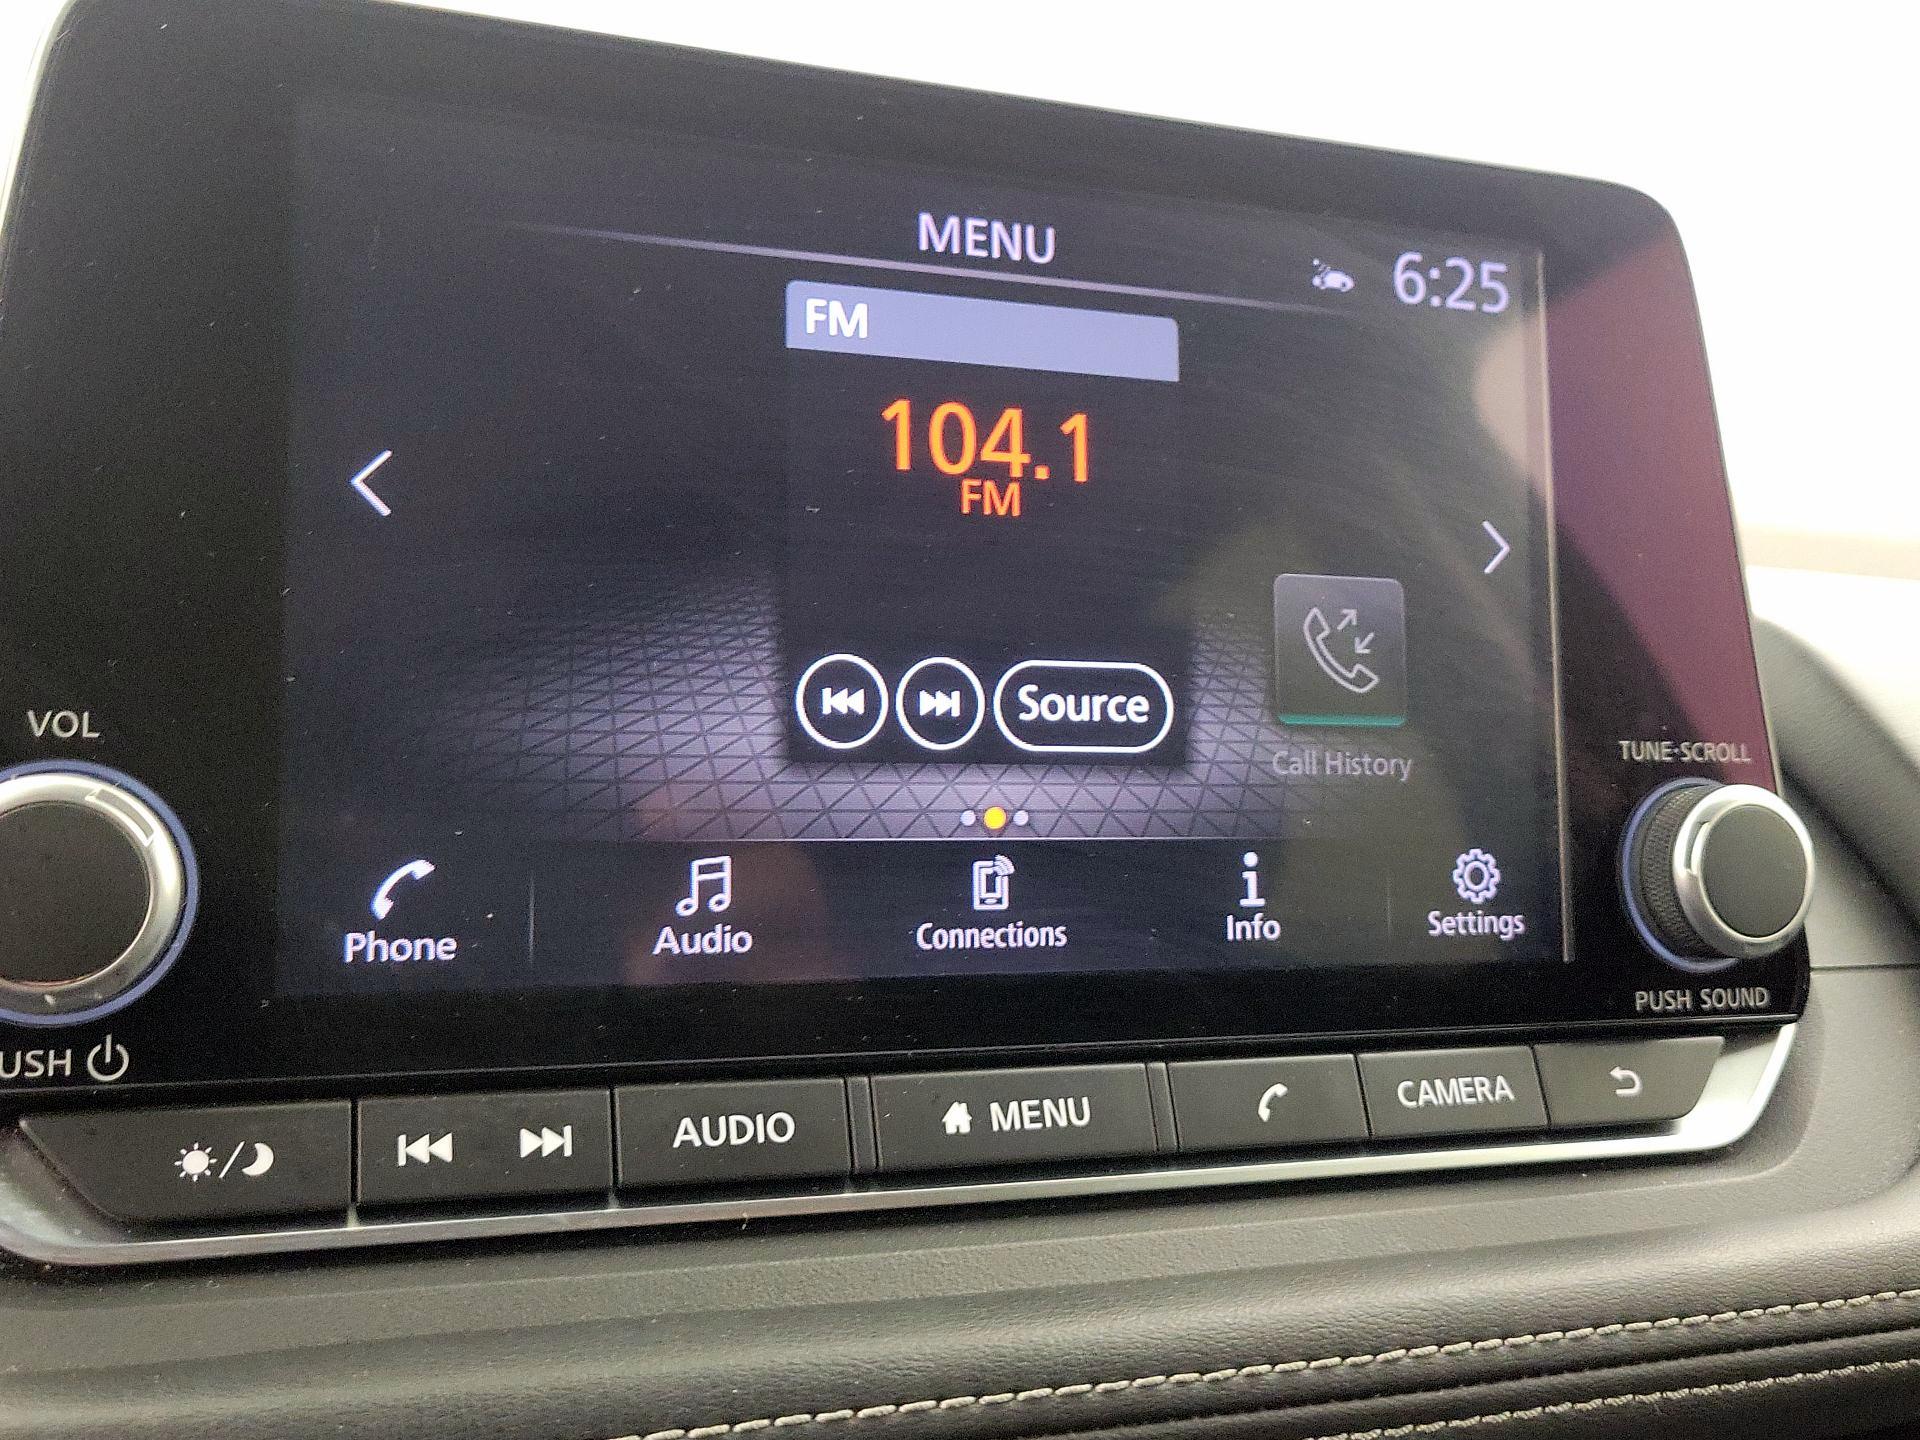 MENU
6:25
FM
104.1
FM
Source
Call History
VOL
TUNE·SCROLL
Phone
Audio
Connections
Info
Settings
PUSH SOUND
USH
AUDIO
MENU
CAMERA